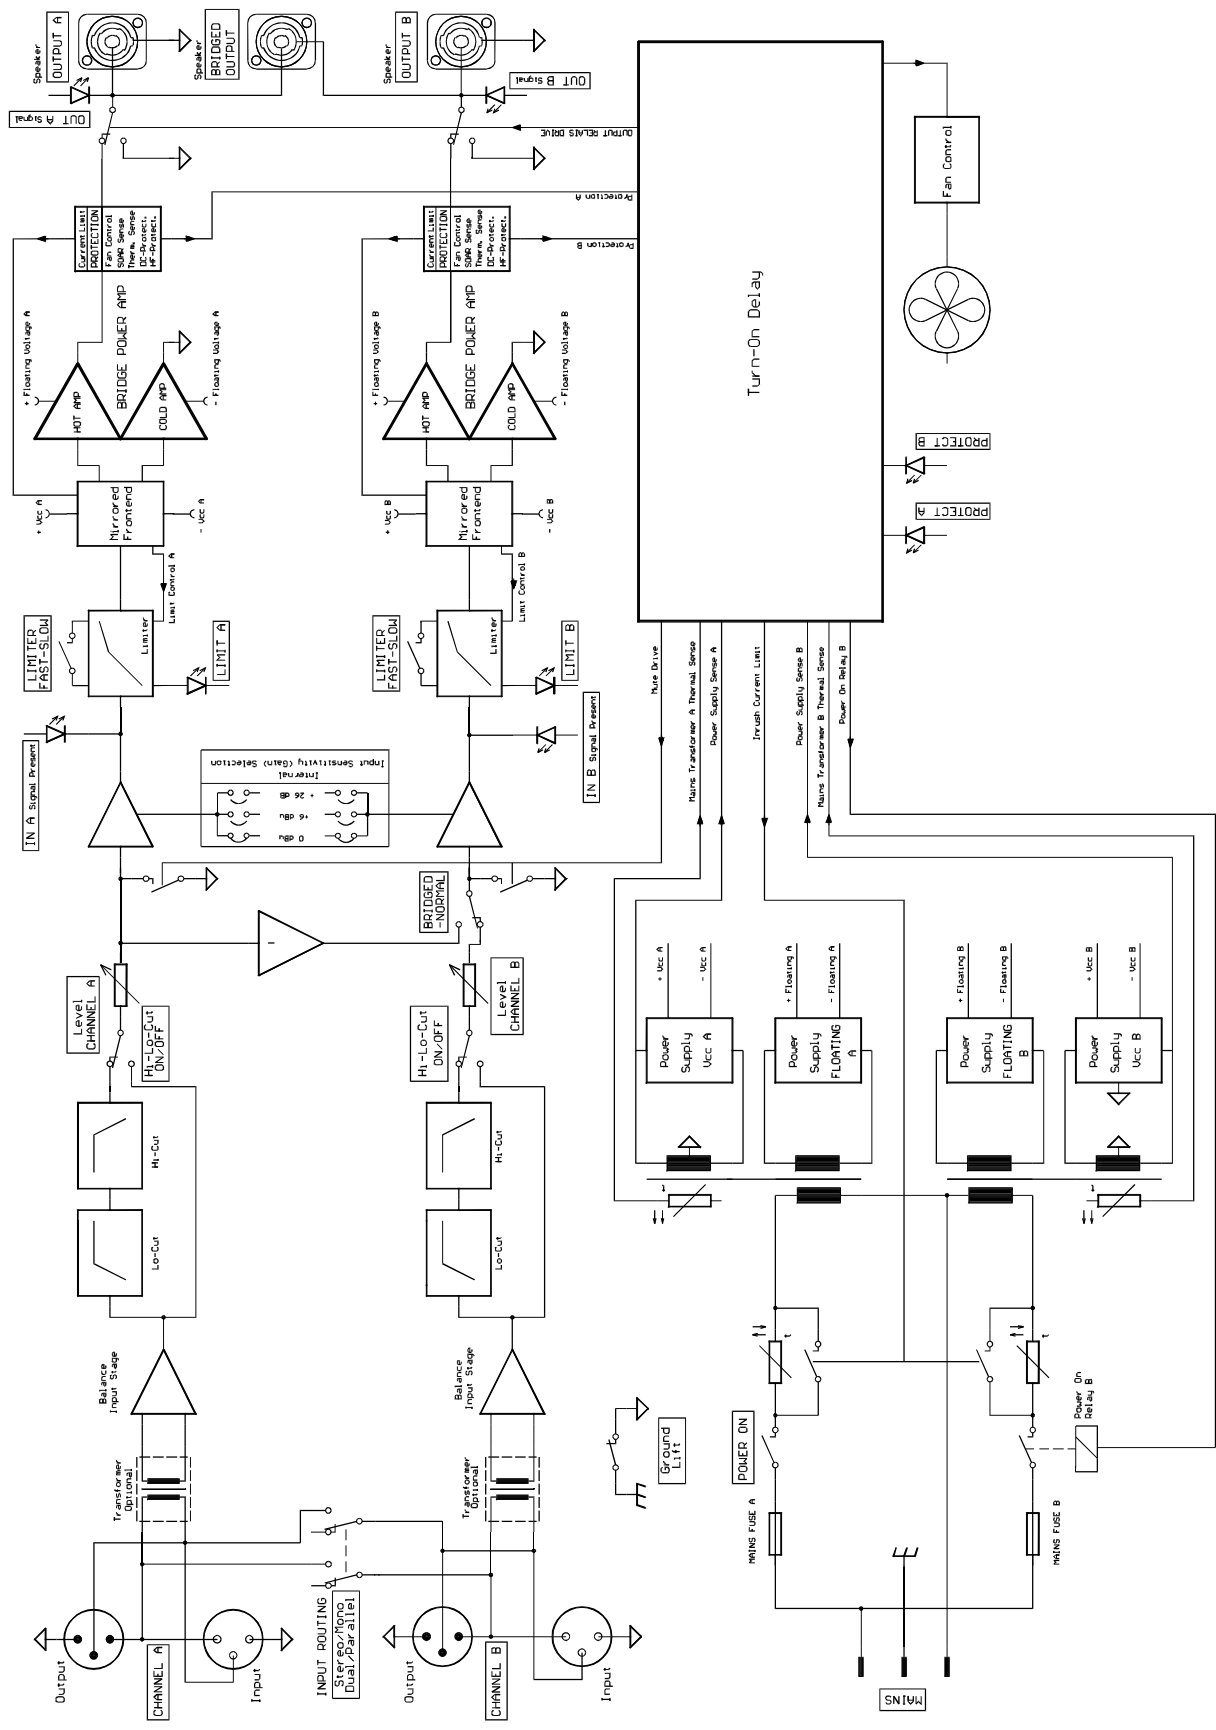 Speaker
OUTPUT A
Speaker
BRIDGED
OUTPUT
Speaker
OUTPUT B
OUT A Signal
OUT B Signal
OUTPUT RELAIS DRIVE
Protection A
Protection B
Current Limit
PROTECTION
Fan Control
SOAR Sense
Therm. Sense
DC-Protect.
HF-Protect.
Current Limit
PROTECTION
Fan Control
SOAR Sense
Therm. Sense
DC-Protect.
HF-Protect.
Fan Control
Turn-On Delay
+ Floating Voltage A
BRIDGE POWER AMP
- Floating Voltage A
HOT AMP
COLD AMP
+ Floating Voltage B
BRIDGE POWER AMP
- Floating Voltage B
HOT AMP
COLD AMP
PROTECT B
PROTECT A
+ Vcc A
Mirrored
Frontend
- Vcc A
+ Vcc B
Mirrored
Frontend
- Vcc B
Limit Control A
Limit Control B
LIMITER
FAST-SLOW
Limiter
LIMIT A
LIMITER
FAST-SLOW
Limiter
LIMIT B
Mute Drive
Mains Transformer A Thermal Sense
Power Supply Sense A
Inrush Current Limit
Power Supply Sense B
Mains Transformer B Thermal Sense
Power On Relay B
IN A Signal Present
IN B Signal Present
Internal
Input Sensitivity (Gain) Selection
+ 26 dB
+6 dBu
0 dBu
BRIDGED
-NORMAL
Level
CHANNEL A
Level
CHANNEL B
Hi-Lo-Cut
ON/OFF
Hi-Lo-Cut
ON/OFF
+ Vcc A
- Vcc A
+ Floating A
- Floating A
+ Floating B
- Floating B
+ Vcc B
- Vcc B
Power
Supply
Vcc A
Power
Supply
FLOATING
A
Power
Supply
FLOATING
B
Power
Supply
Vcc B
Hi-Cut
Hi-Cut
Lo-Cut
Lo-Cut
t
t
t
t
Balance
Input Stage
Balance
Input Stage
Transformer
Optional
Transformer
Optional
Ground
Lift
POWER ON
Power On
Relay B
MAINS FUSE A
MAINS FUSE B
INPUT ROUTING
Stereo/Mono
Dual/Parallel
Output
CHANNEL A
Input
Output
CHANNEL B
Input
MAINS